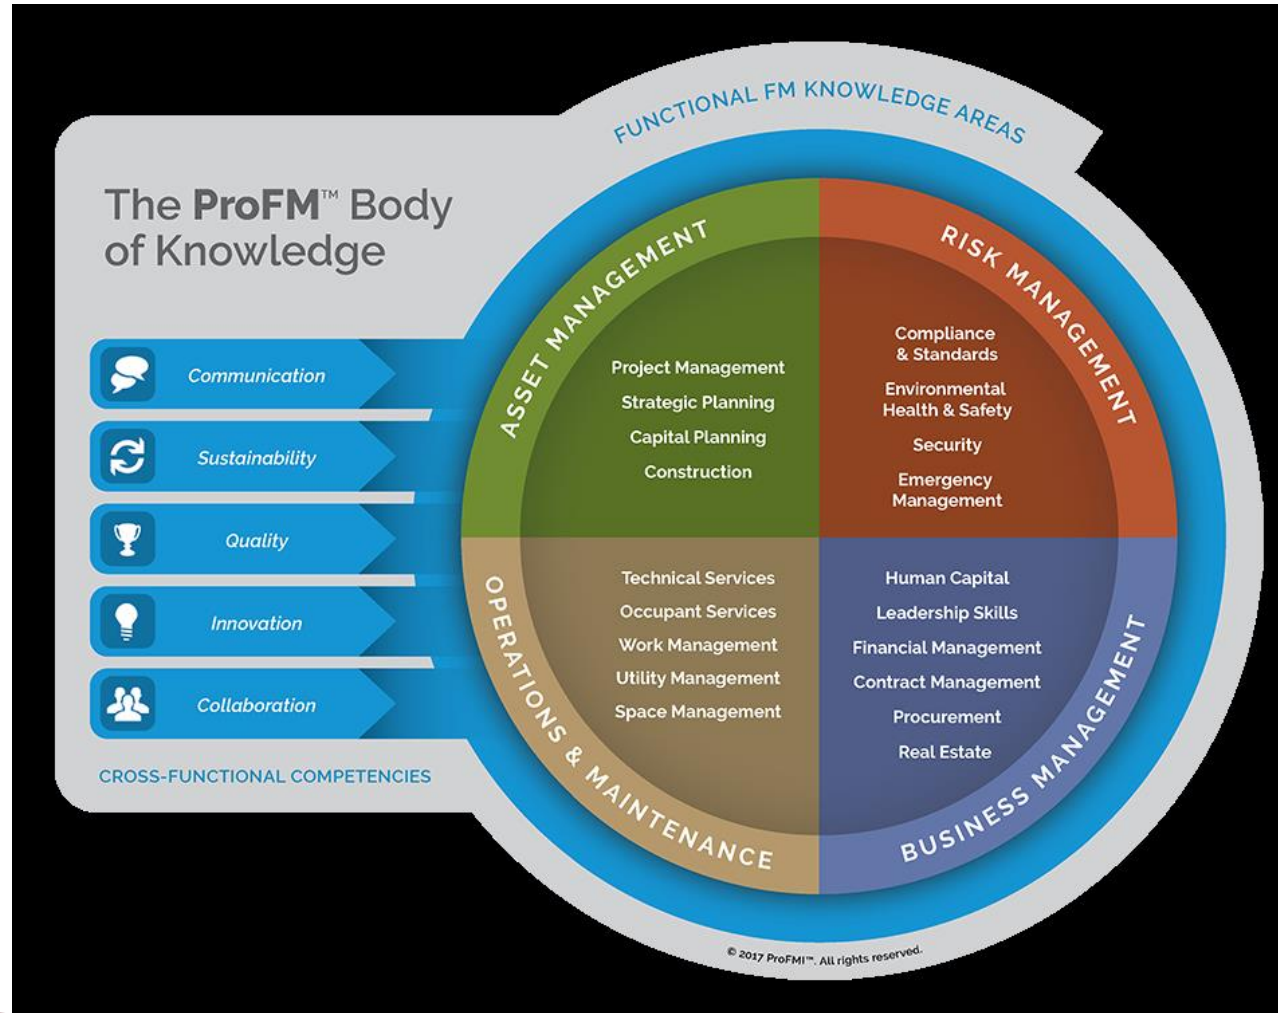 FUNCTIONAL FM KNOWLEDGE AREAS
The ProFM™ Body
of Knowledge
Communication
Sustainability
Quality
Innovation
Collaboration
CROSS-FUNCTIONAL COMPETENCIES
ASSET MANAGEMENT
Project Management
Strategic Planning
Capital Planning
Construction
RISK MANAGEMENT
Compliance
& Standards
Environmental
Health & Safety
Security
Emergency
Management
OPERATIONS & MAINTENANCE
Technical Services
Occupant Services
Work Management
Utility Management
Space Management
BUSINESS MANAGEMENT
Human Capital
Leadership Skills
Financial Management
Contract Management
Procurement
Real Estate
© 2017 ProFMI™. All rights reserved.